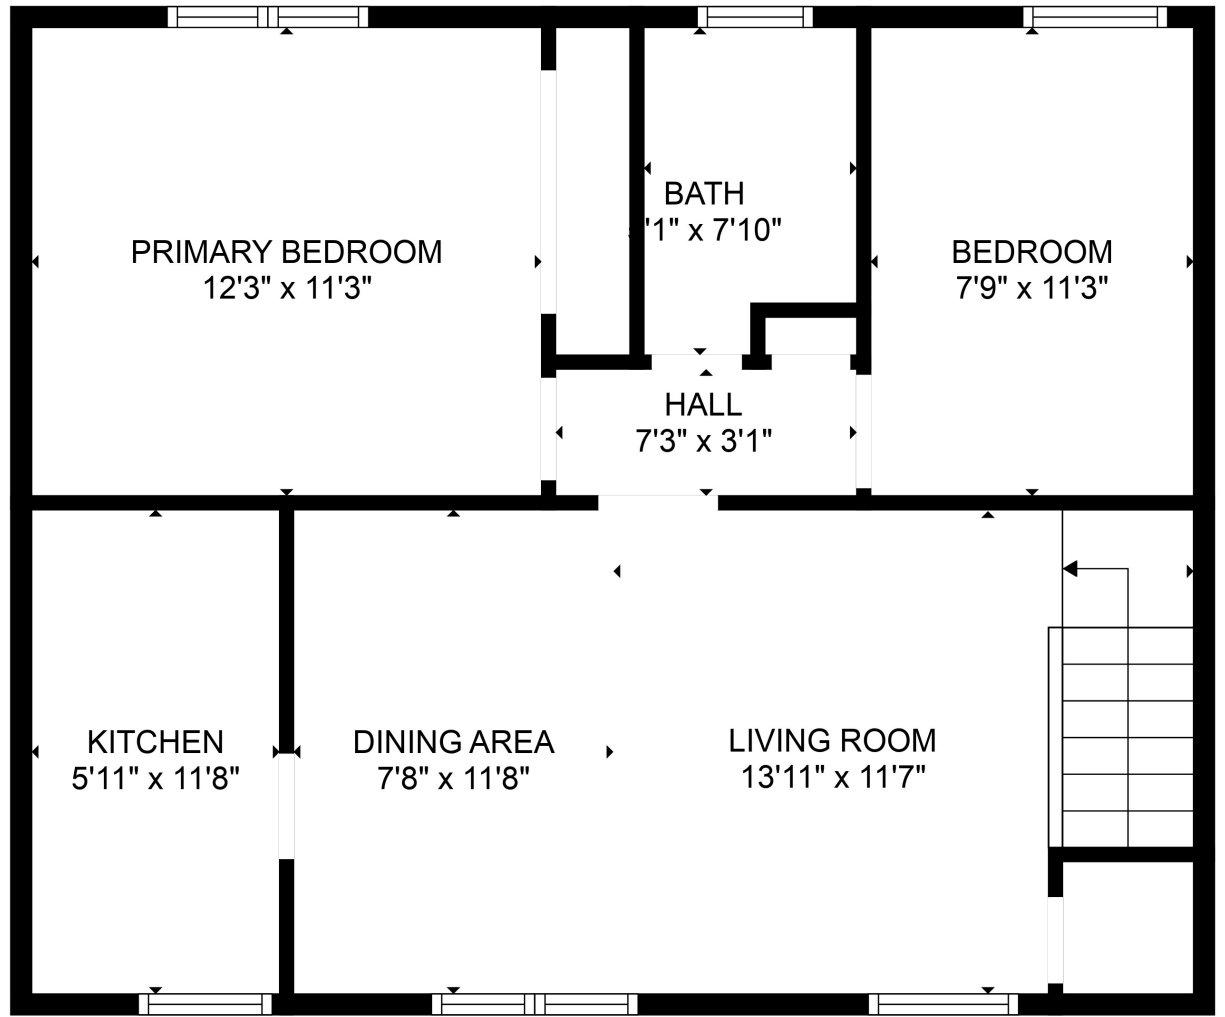 BATH
'1" x 7'10"
PRIMARY BEDROOM
12'3" x 11'3"
BEDROOM
7'9" x 11'3"
HALL
7'3" x 3'1"
KITCHEN
5'11" x 11'8"
DINING AREA
7'8" x 11'8"
LIVING ROOM
13'11" x 11'7"